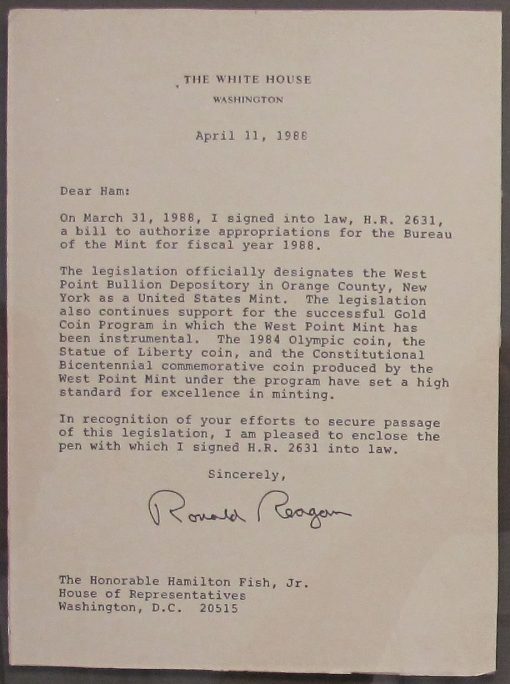 THE WHITE HOUSE
WASHINGTON
April 11, 1988
Dear Ham:
On March 31, 1988, I signed into law, H.R. 2631,
a bill to authorize appropriations for the Bureau
of the Mint for fiscal year 1988.
The legislation officially designates the West
Point Bullion Depository in Orange County, New
York as a United States Mint.  The legislation
also continues support for the successful Gold
Coin Program in which the West Point Mint has
been instrumental.  The 1984 Olympic coin, the
Statue of Liberty coin, and the Constitutional
Bicentennial commemorative coin produced by the
West Point Mint under the program have set a high
standard for excellence in minting.
In recognition of your efforts to secure passage
of this legislation, I am pleased to enclose the
pen with which I signed H.R. 2631 into law.
Sincerely,
Ronald Reagan
The Honorable Hamilton Fish, Jr.
House of Representatives
Washington, D.C.  20515